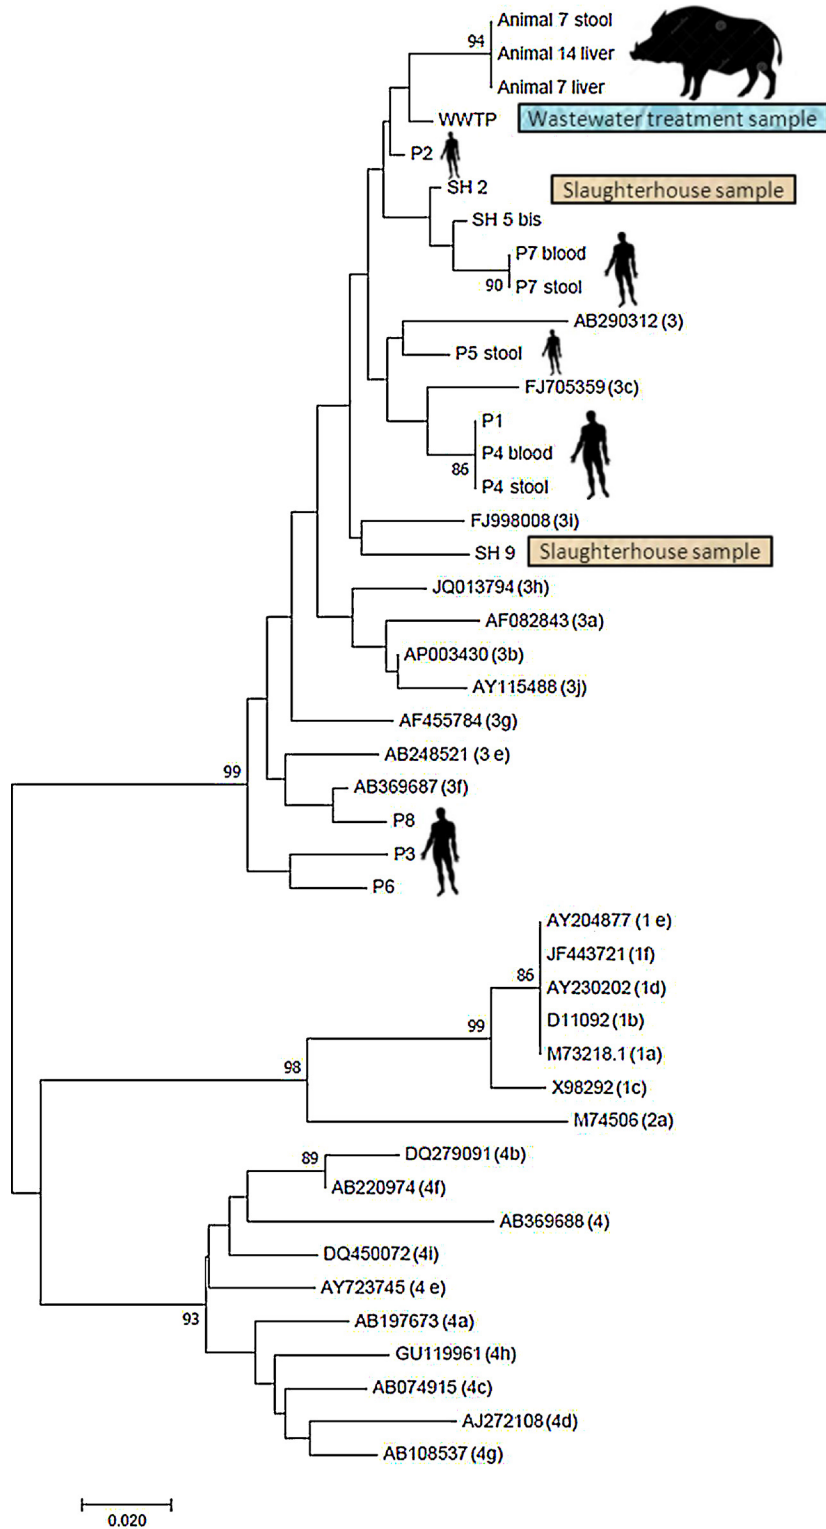 Animal 7 stool
94
Animal 14 liver
Animal 7 liver
WWTP
Wastewater treatment sample
P2
SH 2
Slaughterhouse sample
SH 5 bis
P7 blood
90
P7 stool
AB290312 (3)
P5 stool
FJ705359 (3c)
P1
P4 blood
86
P4 stool
FJ998008 (3i)
SH 9
Slaughterhouse sample
JQ013794 (3h)
AF082843 (3a)
AP003430 (3b)
AY115488 (3j)
AF455784 (3g)
AB248521 (3 e)
99
AB369687 (3f)
P8
P3
P6
AY204877 (1 e)
JF443721 (1f)
86
AY230202 (1d)
D11092 (1b)
99
M73218.1 (1a)
98
X98292 (1c)
M74506 (2a)
89
DQ279091 (4b)
AB220974 (4f)
AB369688 (4)
DQ450072 (4i)
AY723745 (4 e)
93
AB197673 (4a)
GU119961 (4h)
AB074915 (4c)
AJ272108 (4d)
AB108537 (4g)
0.020